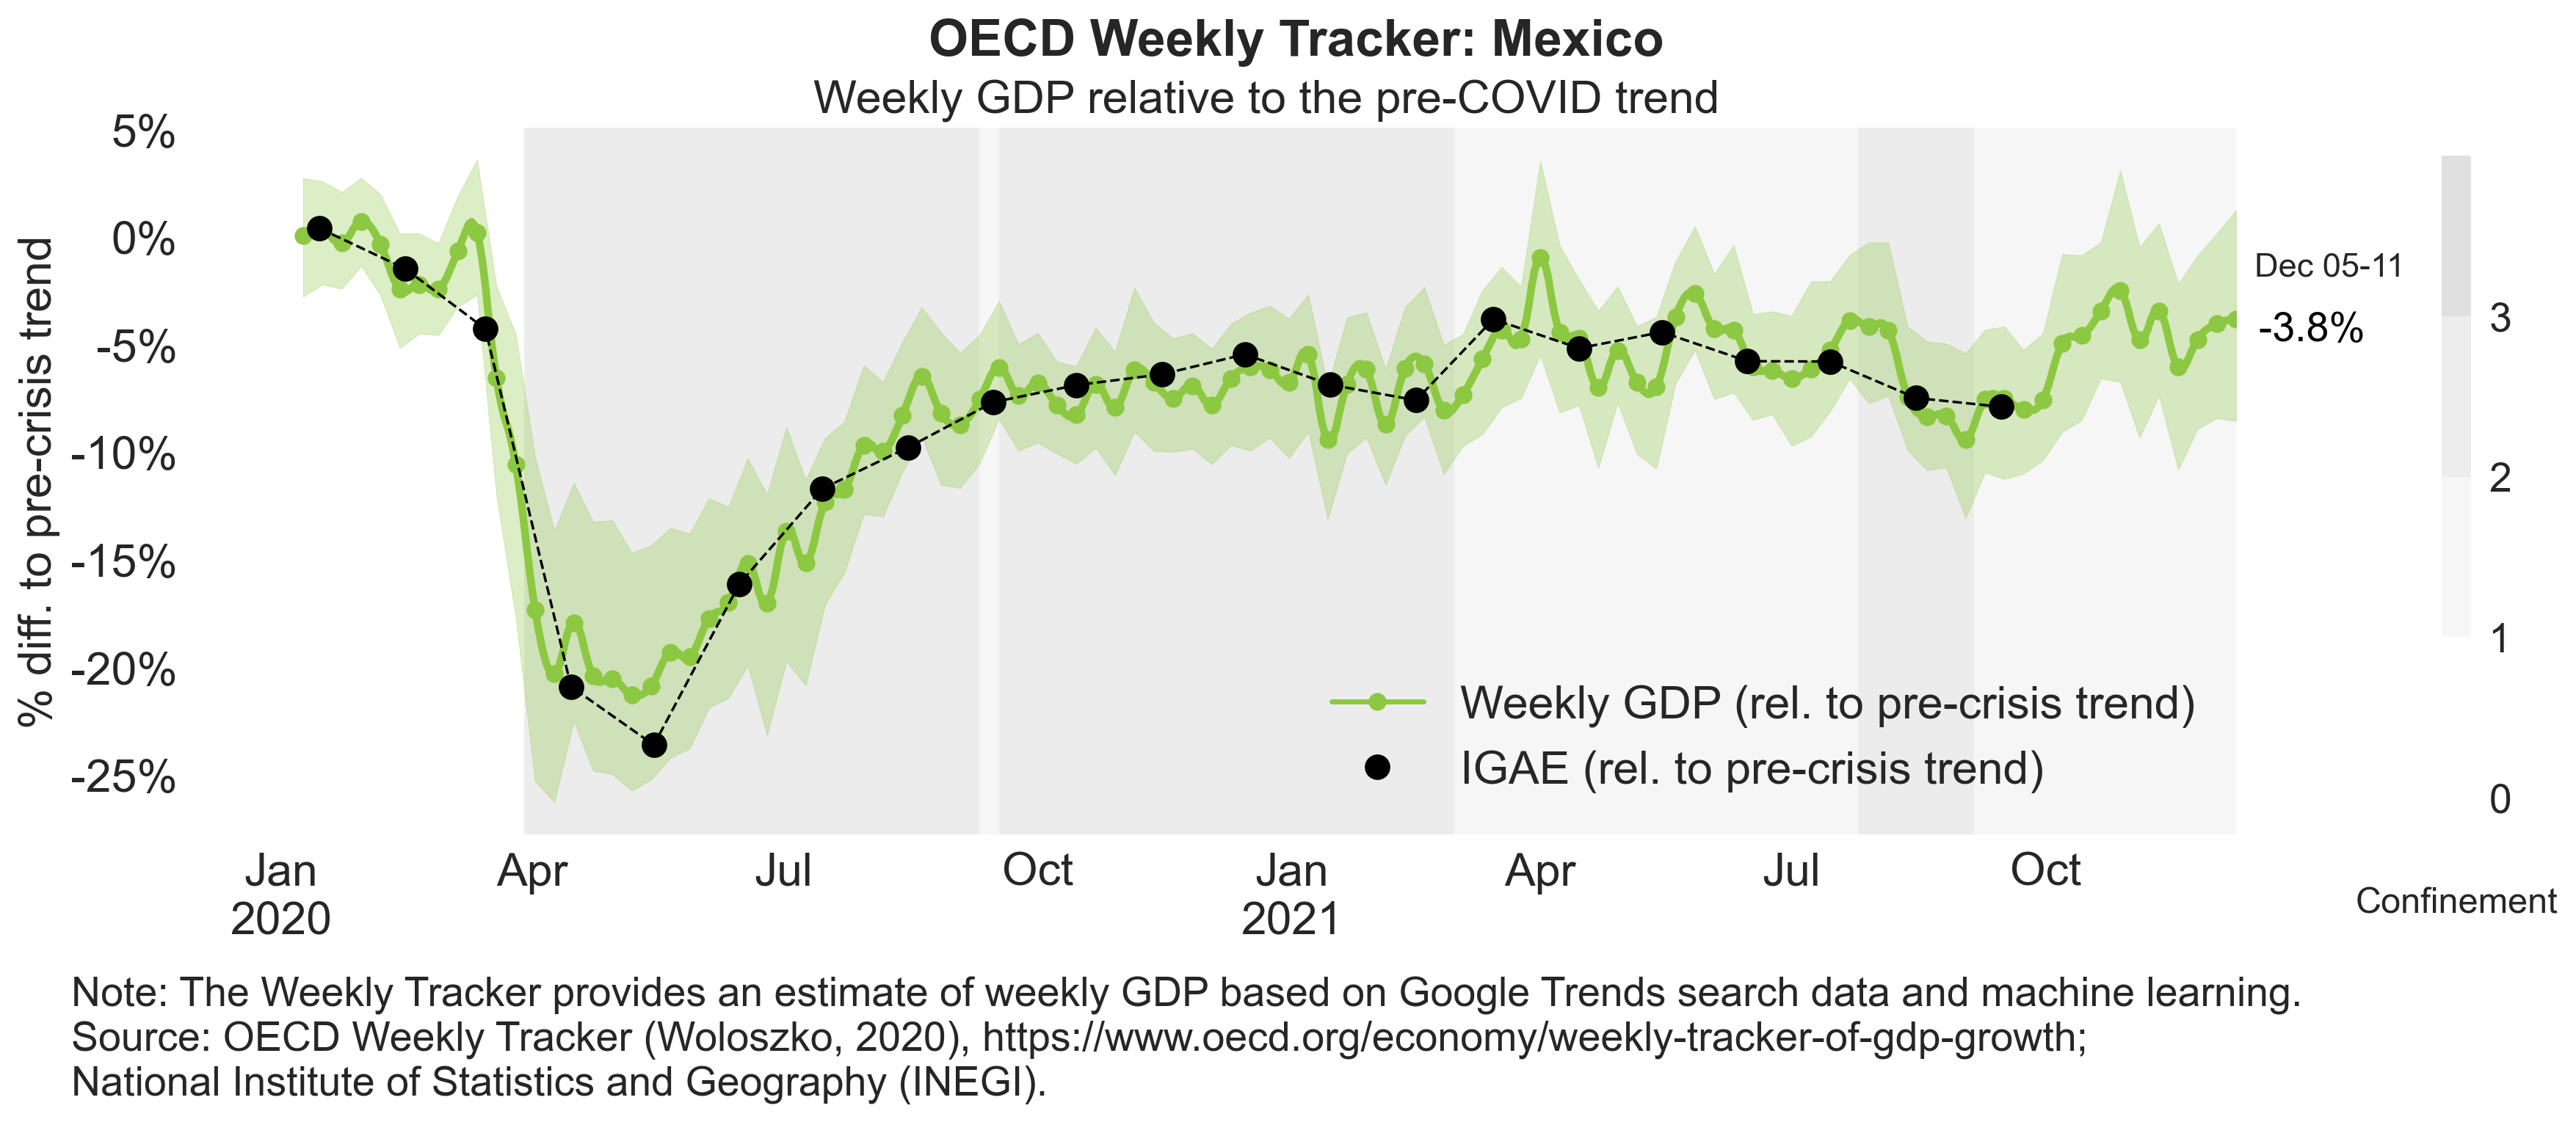 OECD Weekly Tracker: Mexico
Weekly GDP relative to the pre-COVID trend
% diff. to pre-crisis trend
5%
0%
-5%
-10%
-15%
-20%
-25%
Dec 05-11
-3.8%
3
2
1
0
Confinement
Weekly GDP (rel. to pre-crisis trend)
IGAE (rel. to pre-crisis trend)
Jan Apr Jul Oct Jan Apr Jul Oct
2020 2021
Note: The Weekly Tracker provides an estimate of weekly GDP based on Google Trends search data and machine learning.
Source: OECD Weekly Tracker (Woloszko, 2020), https://www.oecd.org/economy/weekly-tracker-of-gdp-growth;
National Institute of Statistics and Geography (INEGI).